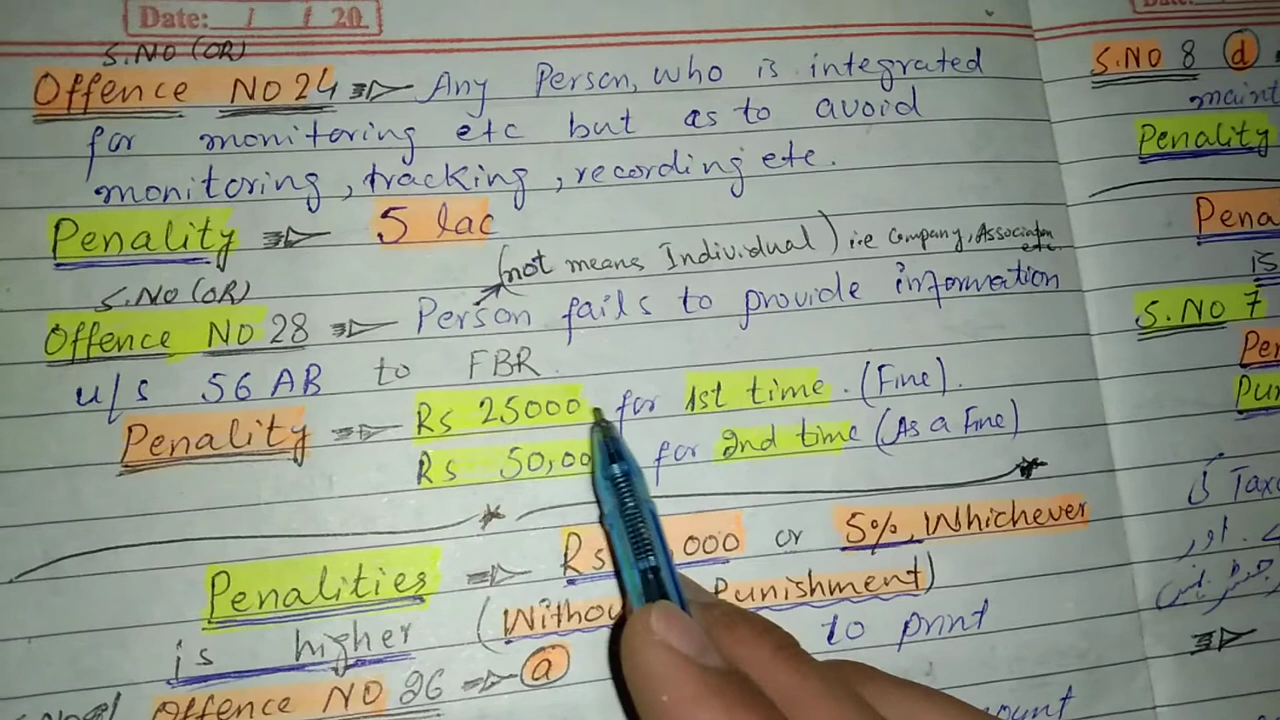 Date: / / 20
S.NO (OR)
Offence NO 24 ⇒ Any Person, who is integrated
for monitoring etc but as to avoid
monitoring, tracking, recording etc.
Penality ⇒ 5 lac
(not means Individual) i.e Company, Association etc.
S.NO (OR)
Offence NO 28 ⇒ Person fails to provide information
u/s 56 AB to FBR.
Penality ⇒ Rs 25000 for 1st time. (Fine).
Rs 50,00 for 2nd time (As a Fine)
Penalities ⇒ Rs ,000 or 5%, Whichever
is higher (Withou Punishment)
Offence NO 26 ⇒ (a) to print
S.NO 8 (d)
maint
Penality
Pena
is
S.NO 7
Per
Pun
Taxa